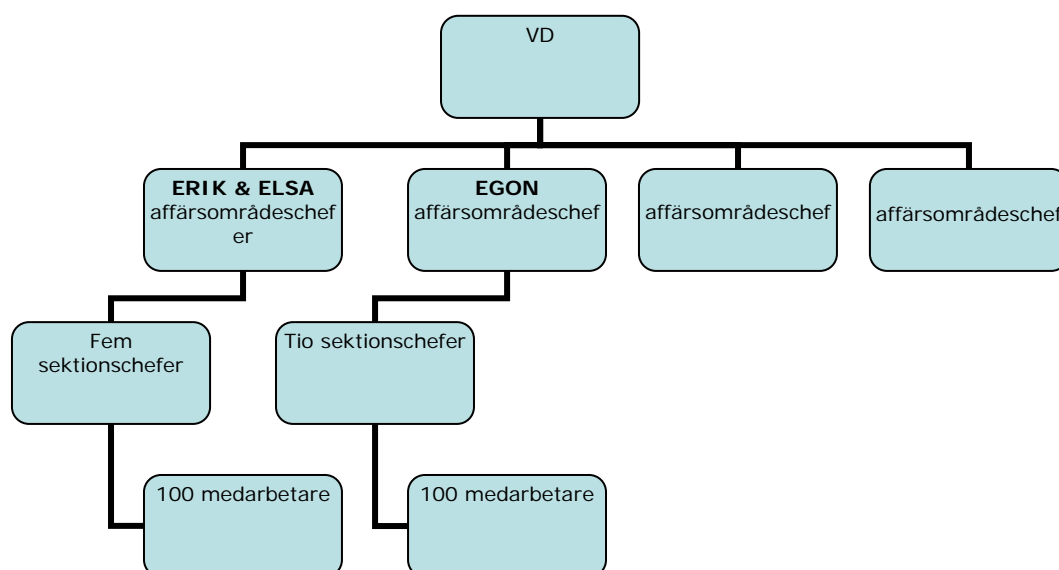 VD
ERIK & ELSA
affärsområdeschef
er
EGON
affärsområdeschef
affärsområdeschef
affärsområdeschef
Fem
sektionschefer
Tio sektionschefer
100 medarbetare
100 medarbetare